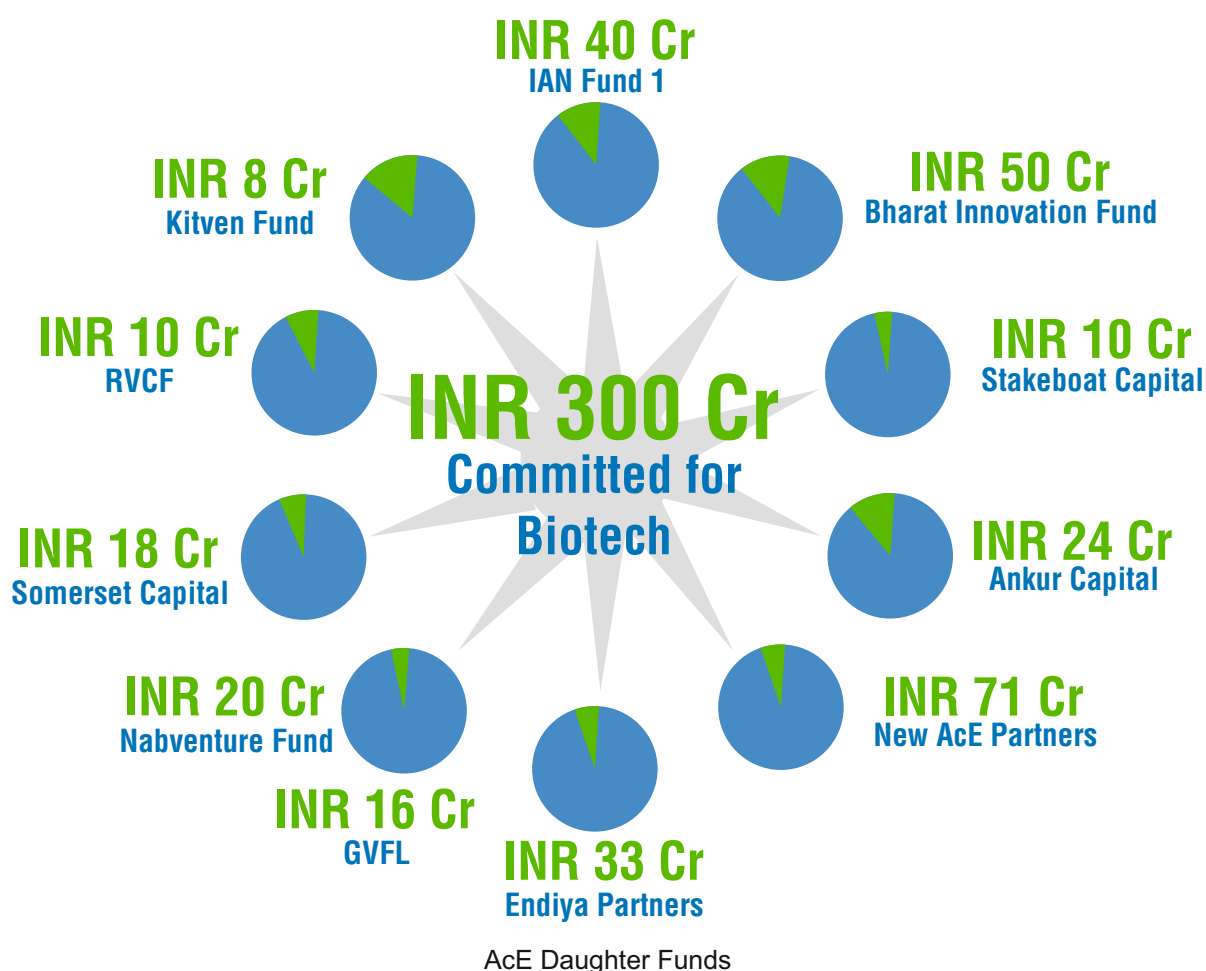 INR 40 Cr
IAN Fund 1
INR 8 Cr
Kitven Fund
INR 50 Cr
Bharat Innovation Fund
INR 10 Cr
RVCF
INR 10 Cr
Stakeboat Capital
INR 300 Cr
Committed for
Biotech
INR 18 Cr
Somerset Capital
INR 24 Cr
Ankur Capital
INR 20 Cr
Nabventure Fund
INR 71 Cr
New AcE Partners
INR 16 Cr
GVFL
INR 33 Cr
Endiya Partners
AcE Daughter Funds